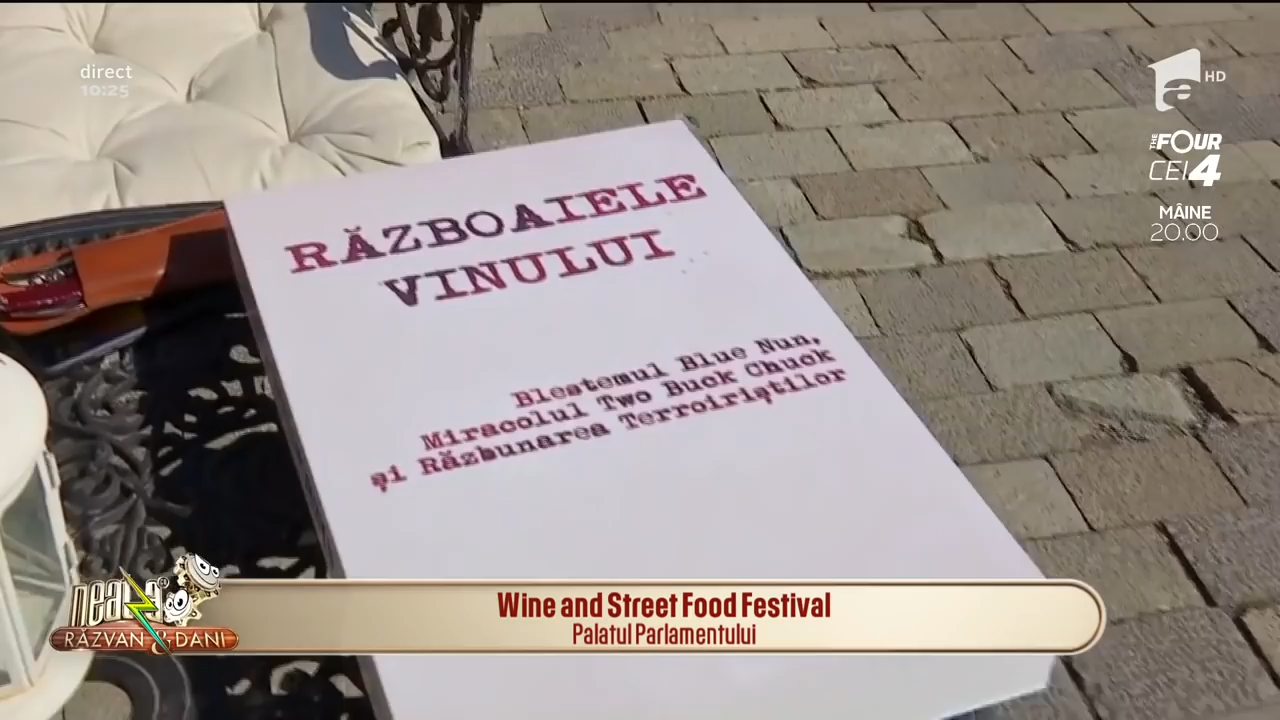 direct
10:25
HD
THE FOUR
CEI 4
MÂINE
20.00
RĂZBOAIELE
VINULUI
Blestemul Blue Nun,
Miracolul Two Buck Chuck
și Răzbunarea Terroiriștilor
neatza
RĂZVAN & DANI
Wine and Street Food Festival
Palatul Parlamentului